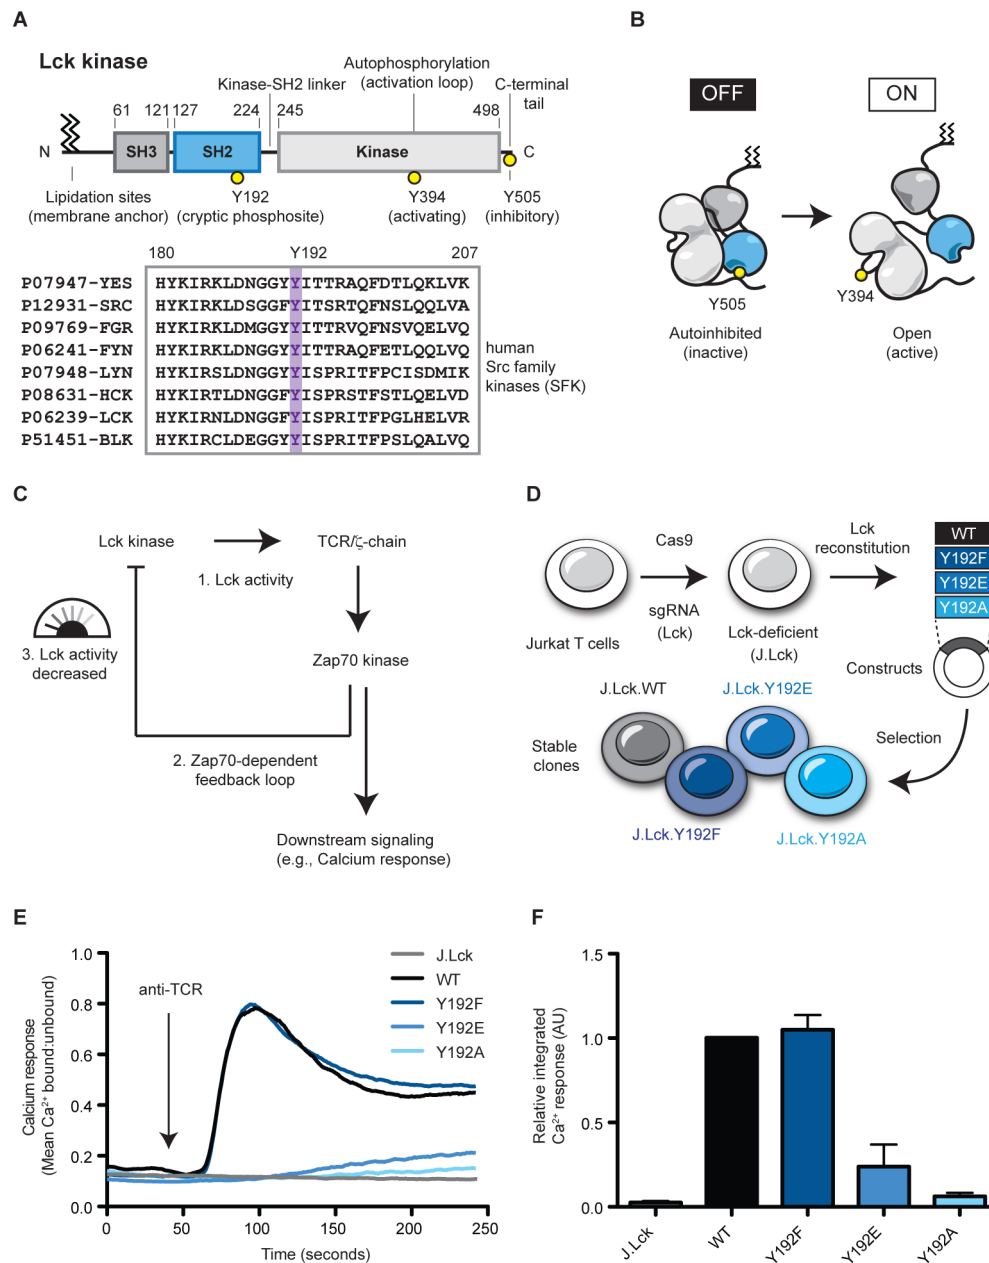 A
Lck kinase
Kinase-SH2 linker
Autophosphorylation
(activation loop)
C-terminal
tail
61
121
127
224
245
498
N
SH3
SH2
Kinase
C
Lipidation sites
(membrane anchor)
Y192
(cryptic phosphosite)
Y394
(activating)
Y505
(inhibitory)
180
Y192
207
P07947-YES HYKIRKLDNGGYYITTRAQFDTLQKLVK
P12931-SRC HYKIRKLDSGGFYITSRTQFNSLQQLVA
P09769-FGR HYKIRKLDMGGYYITTRVQFNSVQELVQ
P06241-FYN HYKIRKLDNGGYYITTRAQFETLQQLVQ
P07948-LYN HYKIRSLDNGGYYISPRITFPCISDMIK
P08631-HCK HYKIRTLDNGGFYISPRSTFSTLQELVD
P06239-LCK HYKIRNLDNGGFYISPRITFPGLHELVR
P51451-BLK HYKIRCLDEGGYYISPRITFPSLQALVQ
human
Src family
kinases (SFK)
B
OFF
ON
Y505
Y394
Autoinhibited
(inactive)
Open
(active)
C
Lck kinase
TCR/ζ-chain
1. Lck activity
3. Lck activity
decreased
Zap70 kinase
2. Zap70-dependent
feedback loop
Downstream signaling
(e.g., Calcium response)
D
Cas9
Lck
reconstitution
WT
Y192F
Y192E
Y192A
sgRNA
(Lck)
Jurkat T cells
Lck-deficient
(J.Lck)
Constructs
J.Lck.WT
J.Lck.Y192E
Stable
clones
Selection
J.Lck.Y192F
J.Lck.Y192A
E
Calcium response
(Mean Ca²⁺ bound:unbound)
1.0
0.8
0.6
0.4
0.2
0.0
anti-TCR
J.Lck
WT
Y192F
Y192E
Y192A
0
50
100
150
200
250
Time (seconds)
F
Relative integrated
Ca²⁺ response (AU)
1.5
1.0
0.5
0.0
J.Lck
WT
Y192F
Y192E
Y192A